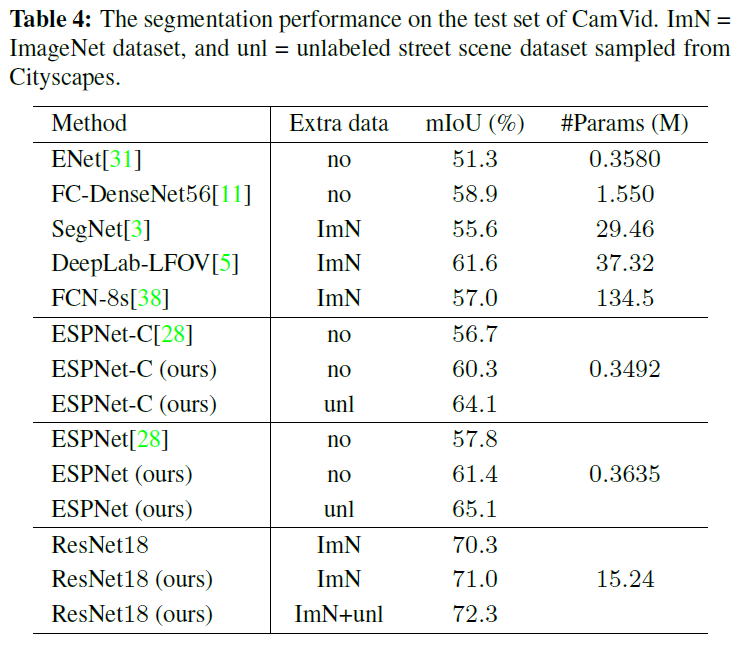 Table 4: The segmentation performance on the test set of CamVid. ImN =
ImageNet dataset, and unl = unlabeled street scene dataset sampled from
Cityscapes.
Method Extra data mIoU (%) #Params (M)
ENet[31] no 51.3 0.3580
FC-DenseNet56[11] no 58.9 1.550
SegNet[3] ImN 55.6 29.46
DeepLab-LFOV[5] ImN 61.6 37.32
FCN-8s[38] ImN 57.0 134.5
ESPNet-C[28] no 56.7
ESPNet-C (ours) no 60.3 0.3492
ESPNet-C (ours) unl 64.1
ESPNet[28] no 57.8
ESPNet (ours) no 61.4 0.3635
ESPNet (ours) unl 65.1
ResNet18 ImN 70.3
ResNet18 (ours) ImN 71.0 15.24
ResNet18 (ours) ImN+unl 72.3